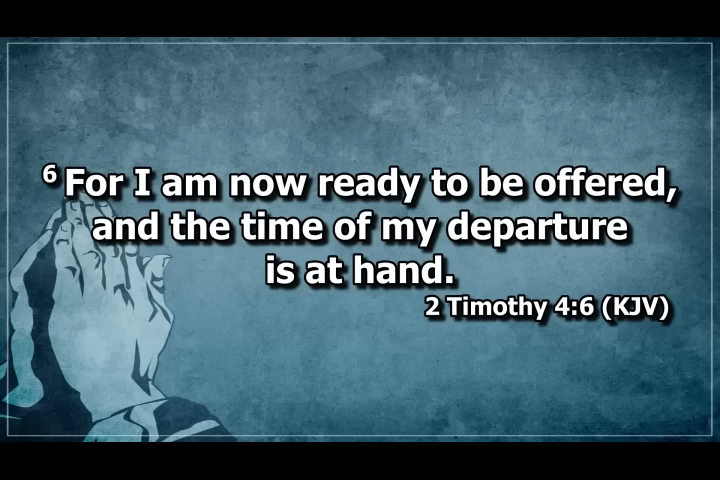 6 For I am now ready to be offered,
and the time of my departure
is at hand.
2 Timothy 4:6 (KJV)